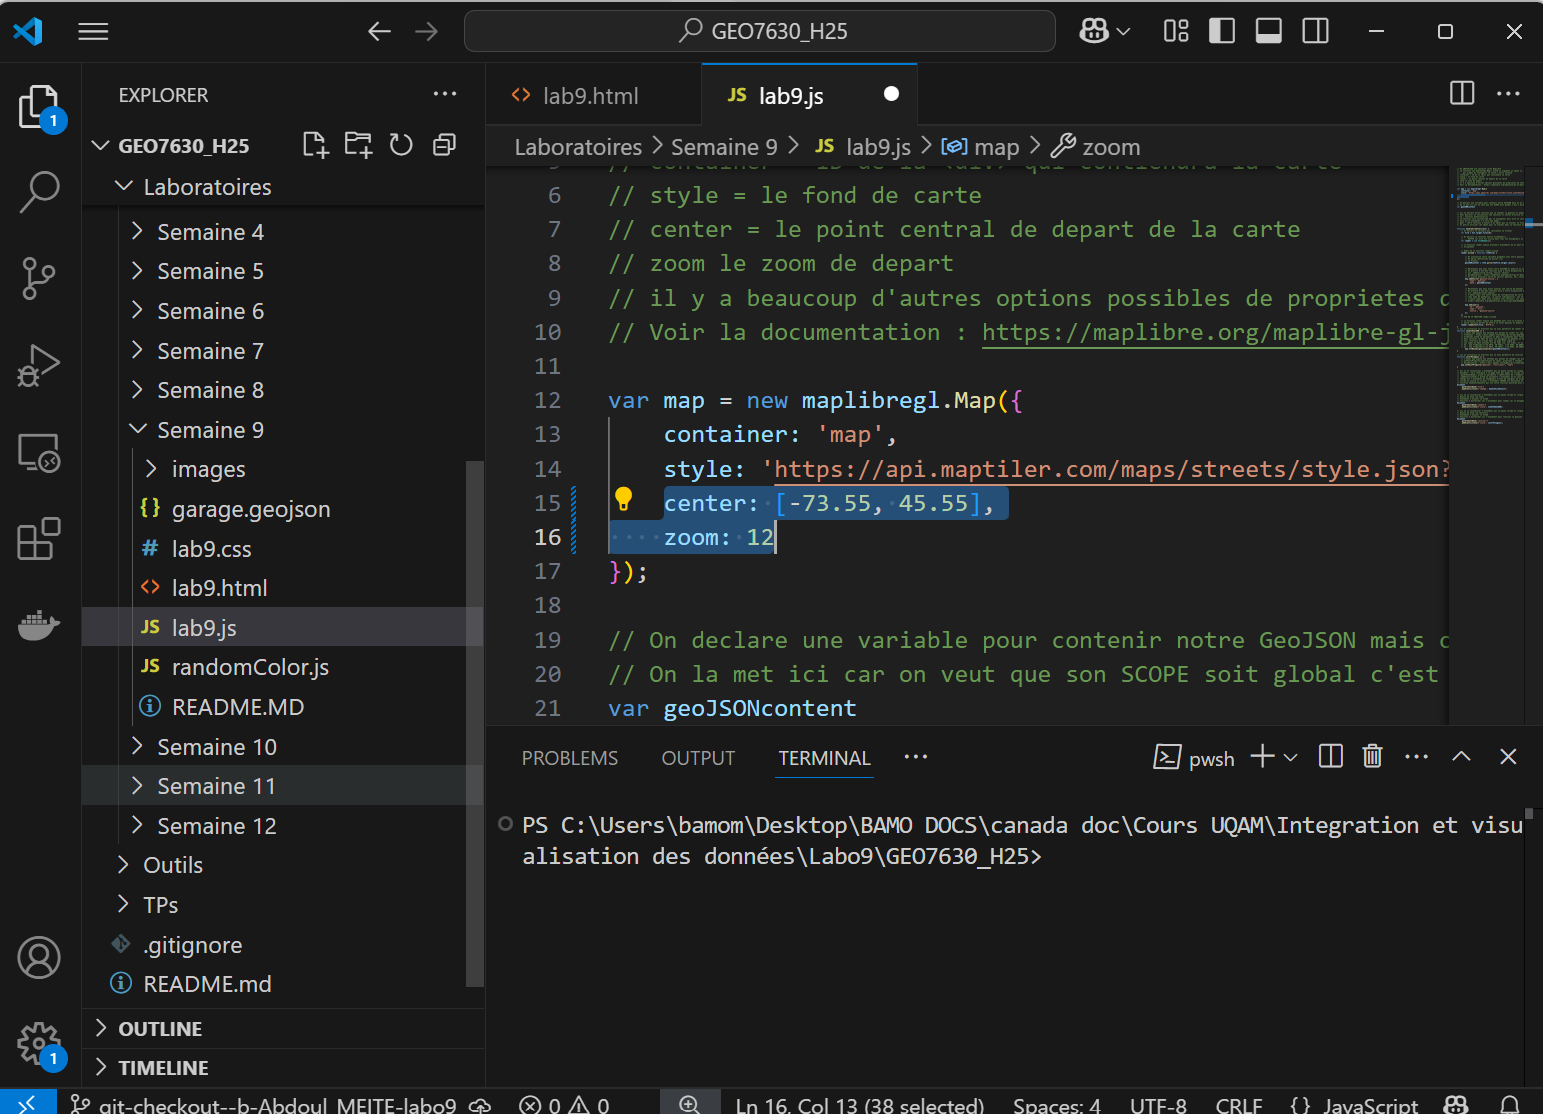 GEO7630_H25
EXPLORER
1
GEO7630_H25
Laboratoires
Semaine 4
Semaine 5
Semaine 6
Semaine 7
Semaine 8
Semaine 9
images
{} garage.geojson
# lab9.css
<> lab9.html
JS lab9.js
JS randomColor.js
README.MD
Semaine 10
Semaine 11
Semaine 12
Outils
TPs
.gitignore
README.md
OUTLINE
1
TIMELINE
<> lab9.html
JS lab9.js
Laboratoires > Semaine 9 > JS lab9.js > map > zoom
6 // style = le fond de carte
7 // center = le point central de depart de la carte
8 // zoom le zoom de depart
9 // il y a beaucoup d'autres options possibles de proprietes
10 // Voir la documentation : https://maplibre.org/maplibre-gl-j
11
12 var map = new maplibregl.Map({
13 container: 'map',
14 style: 'https://api.maptiler.com/maps/streets/style.json?
15 center: [-73.55, 45.55],
16 zoom: 12
17 });
18
19 // On declare une variable pour contenir notre GeoJSON mais c
20 // On la met ici car on veut que son SCOPE soit global c'est
21 var geoJSONcontent
PROBLEMS OUTPUT TERMINAL ··· pwsh
PS C:\Users\bamom\Desktop\BAMO DOCS\canada doc\Cours UQAM\Integration et visu
alisation des données\Labo9\GEO7630_H25>
git-checkout--b-Abdoul_MEITE-labo9 0 0 Ln 16, Col 13 (38 selected) Spaces: 4 UTF-8 CRLF {} JavaScript